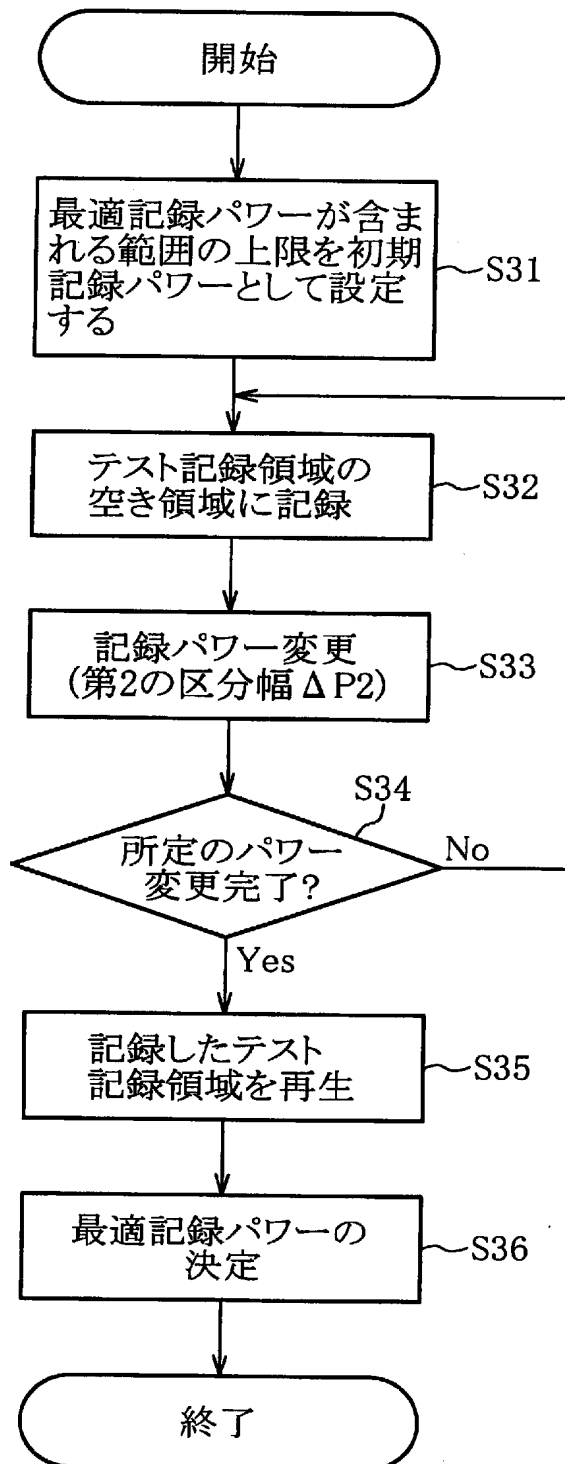 開始
最適記録パワーが含ま
れる範囲の上限を初期
記録パワーとして設定
する
S31
テスト記録領域の
空き領域に記録
S32
記録パワー変更
(第2の区分幅ΔP2)
S33
S34
所定のパワー
変更完了?
No
Yes
記録したテスト
記録領域を再生
S35
最適記録パワーの
決定
S36
終了